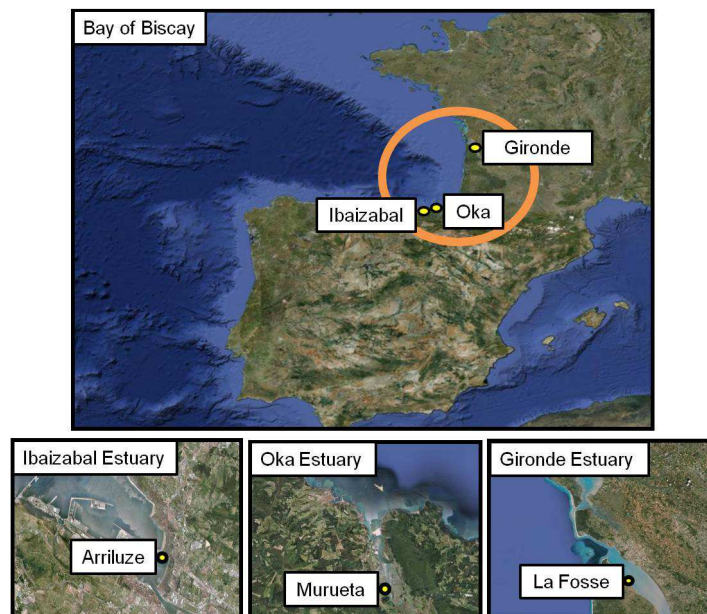 Bay of Biscay
Gironde
Ibaizabal
Oka
Ibaizabal Estuary
Oka Estuary
Gironde Estuary
Arriluze
Murueta
La Fosse